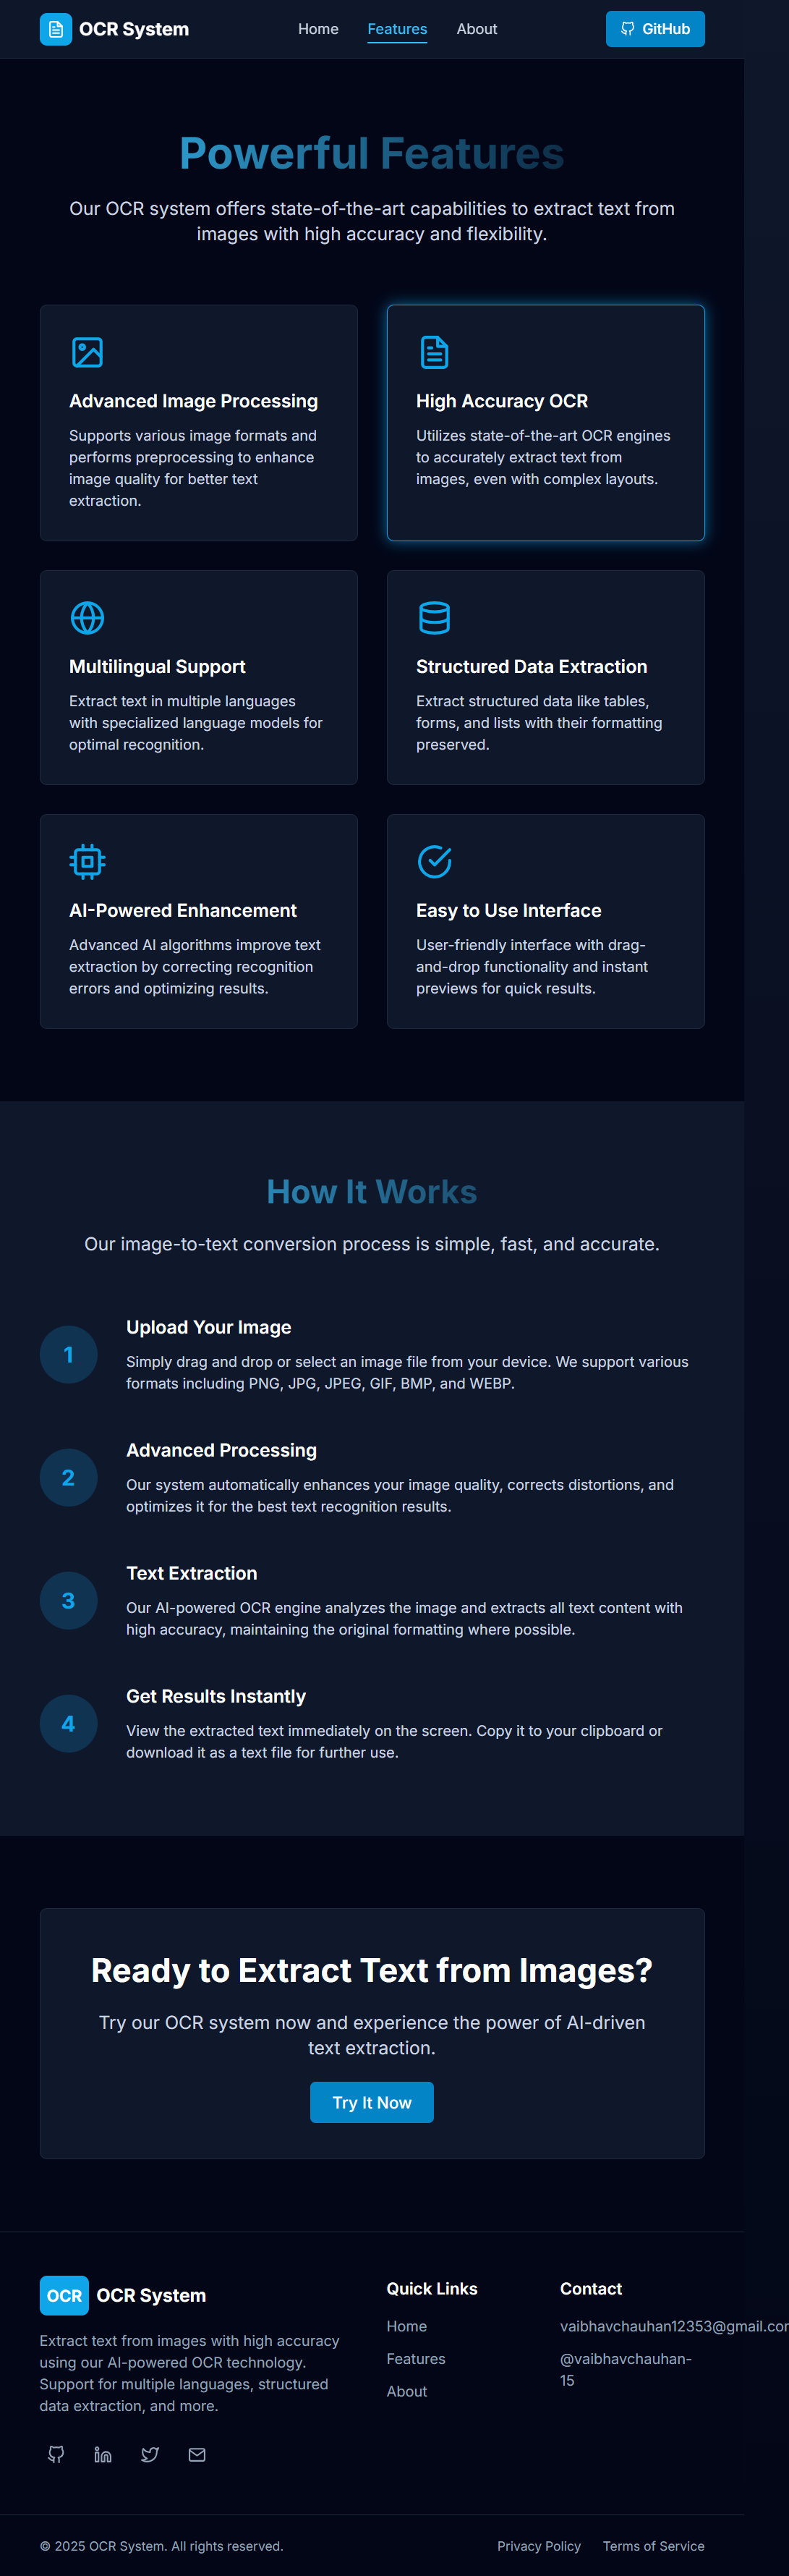 OCR System
Home
Features
About
GitHub
Powerful Features
Our OCR system offers state-of-the-art capabilities to extract text from
images with high accuracy and flexibility.
Advanced Image Processing
Supports various image formats and
performs preprocessing to enhance
image quality for better text
extraction.
High Accuracy OCR
Utilizes state-of-the-art OCR engines
to accurately extract text from
images, even with complex layouts.
Multilingual Support
Extract text in multiple languages
with specialized language models for
optimal recognition.
Structured Data Extraction
Extract structured data like tables,
forms, and lists with their formatting
preserved.
AI-Powered Enhancement
Advanced AI algorithms improve text
extraction by correcting recognition
errors and optimizing results.
Easy to Use Interface
User-friendly interface with drag-
and-drop functionality and instant
previews for quick results.
How It Works
Our image-to-text conversion process is simple, fast, and accurate.
1
Upload Your Image
Simply drag and drop or select an image file from your device. We support various
formats including PNG, JPG, JPEG, GIF, BMP, and WEBP.
2
Advanced Processing
Our system automatically enhances your image quality, corrects distortions, and
optimizes it for the best text recognition results.
3
Text Extraction
Our AI-powered OCR engine analyzes the image and extracts all text content with
high accuracy, maintaining the original formatting where possible.
4
Get Results Instantly
View the extracted text immediately on the screen. Copy it to your clipboard or
download it as a text file for further use.
Ready to Extract Text from Images?
Try our OCR system now and experience the power of AI-driven
text extraction.
Try It Now
OCR
OCR System
Extract text from images with high accuracy
using our AI-powered OCR technology.
Support for multiple languages, structured
data extraction, and more.
Quick Links
Home
Features
About
Contact
vaibhavchauhan12353@gmail.com
@vaibhavchauhan-
15
© 2025 OCR System. All rights reserved.
Privacy Policy
Terms of Service